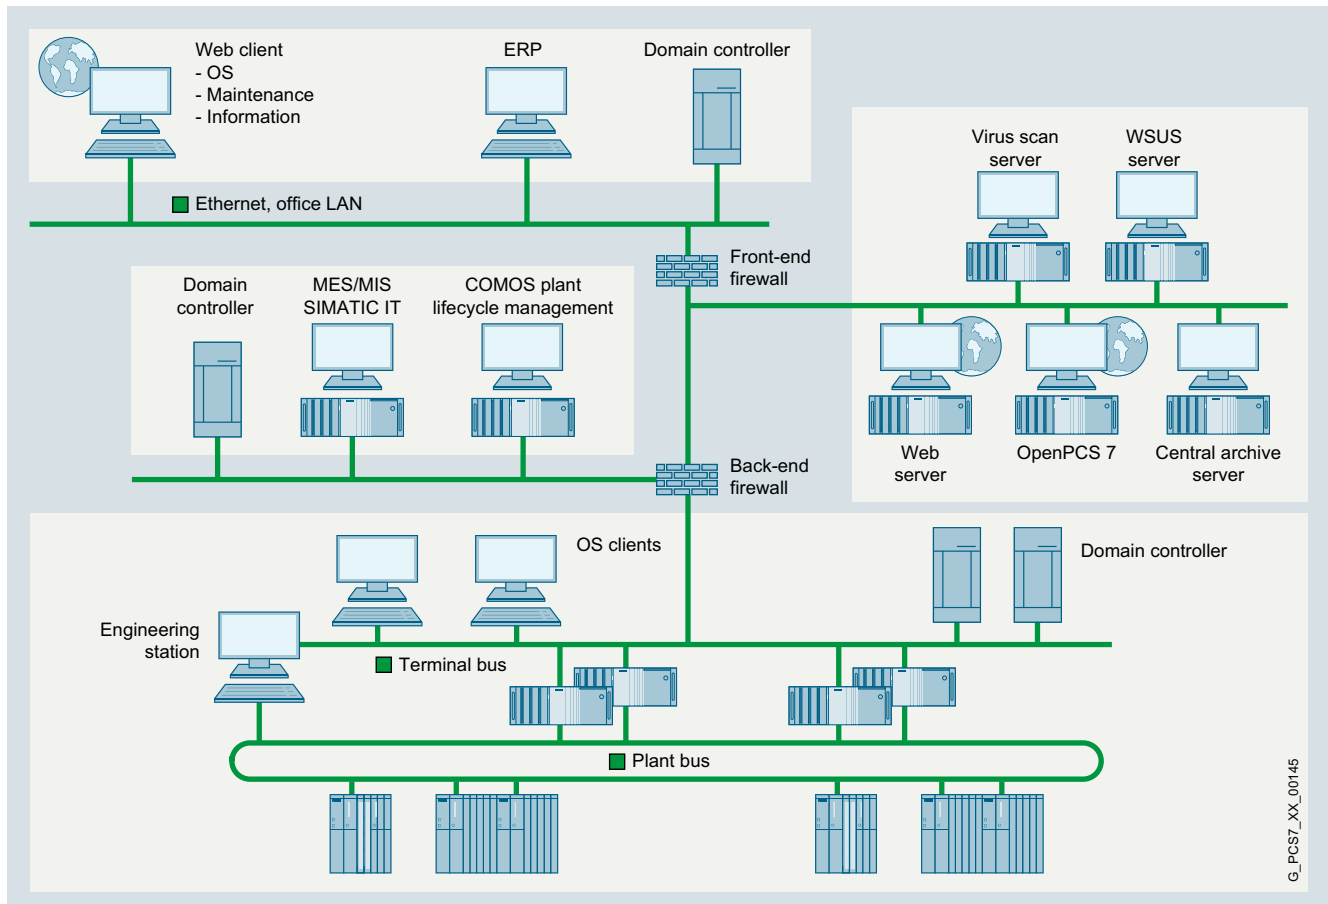 Web client
- OS
- Maintenance
- Information
ERP
Domain controller
Ethernet, office LAN
Virus scan
server
WSUS
server
Front-end
firewall
Domain
controller
MES/MIS
SIMATIC IT
COMOS plant
lifecycle management
Web
server
OpenPCS 7
Central archive
server
Back-end
firewall
OS clients
Domain controller
Engineering
station
Terminal bus
Plant bus
G_PCS7_XX_00145